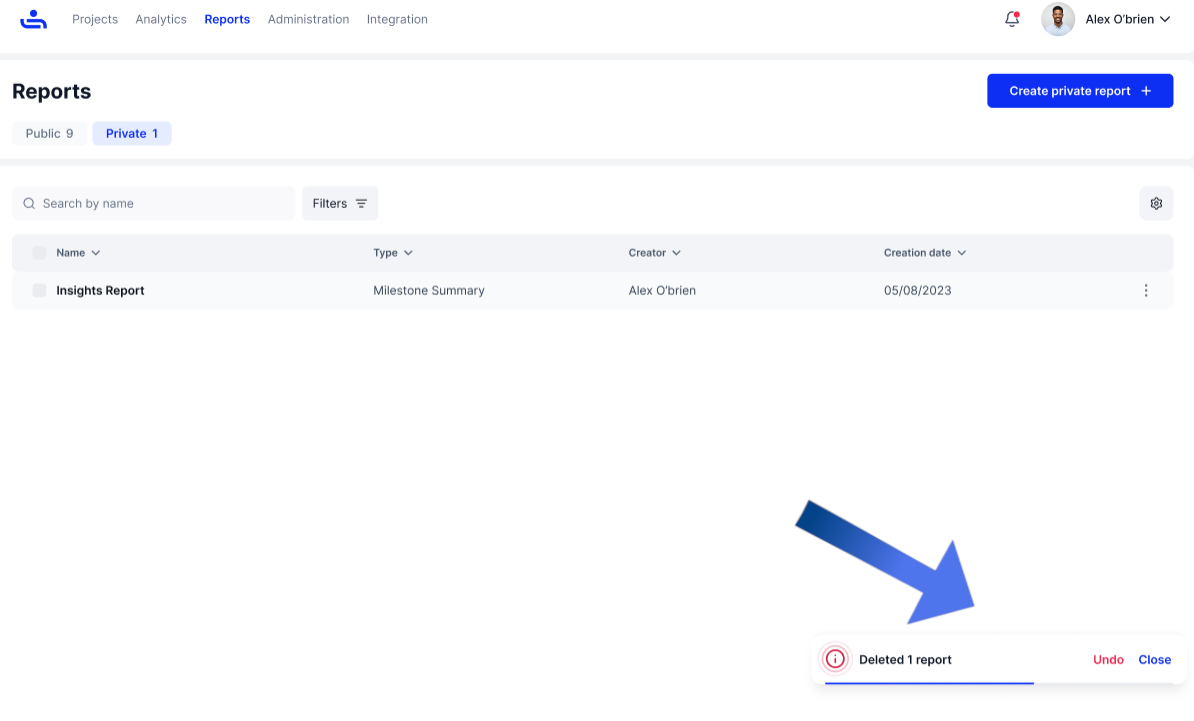 Projects Analytics Reports Administration Integration Alex O'brien
Reports
Create private report +
Public 9 Private 1
Search by name Filters
Name Type Creator Creation date
Insights Report Milestone Summary Alex O'brien 05/08/2023
Deleted 1 report Undo Close